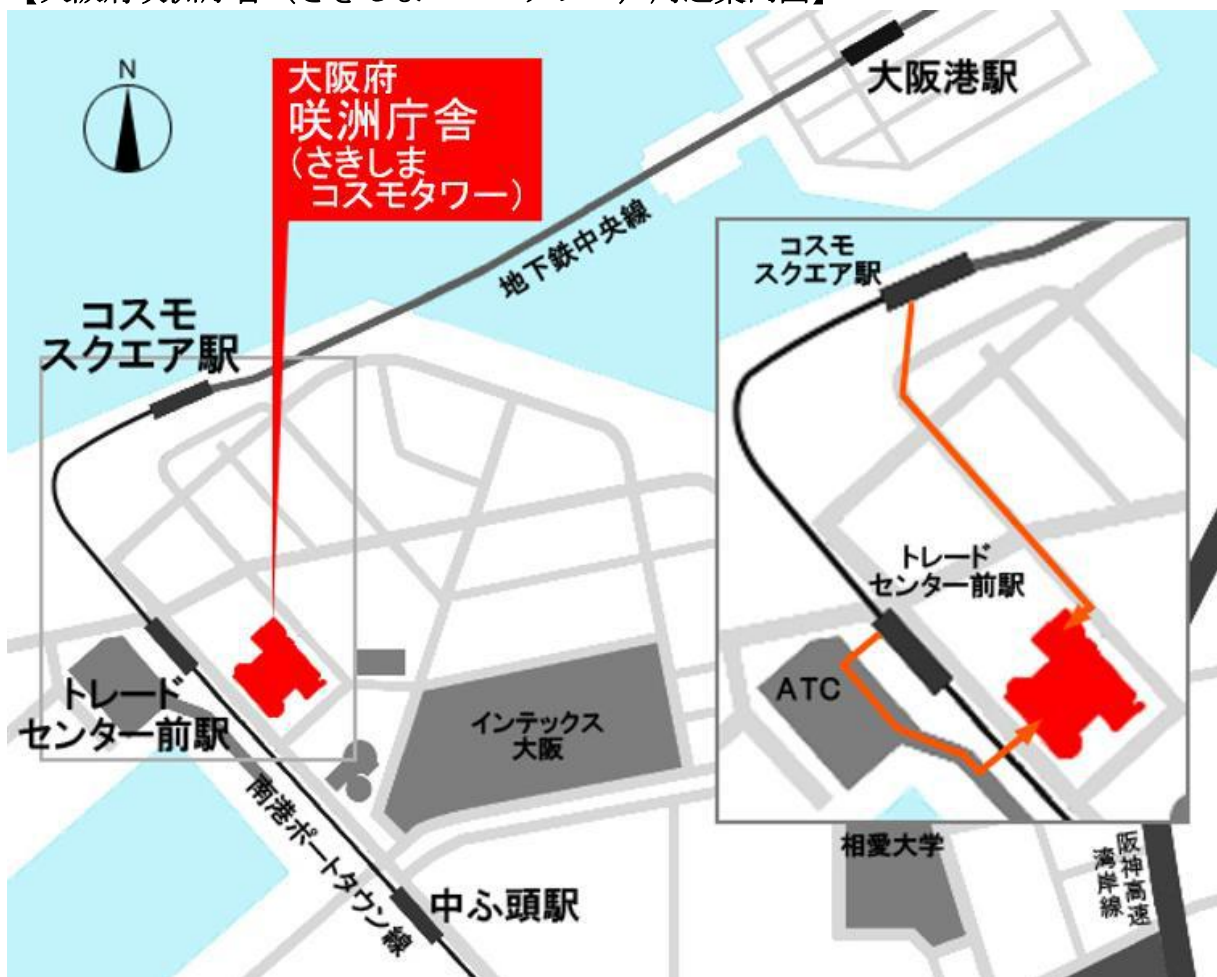 N
大阪府
咲洲庁舎
(さきしま
コスモタワー)
大阪港駅
地下鉄中央線
コスモ
スクエア駅
コスモ
スクエア駅
トレード
センター前駅
ATC
トレード
センター前駅
インテックス
大阪
南港ポートタウン線
中ふ頭駅
相愛大学
阪神高速
湾岸線